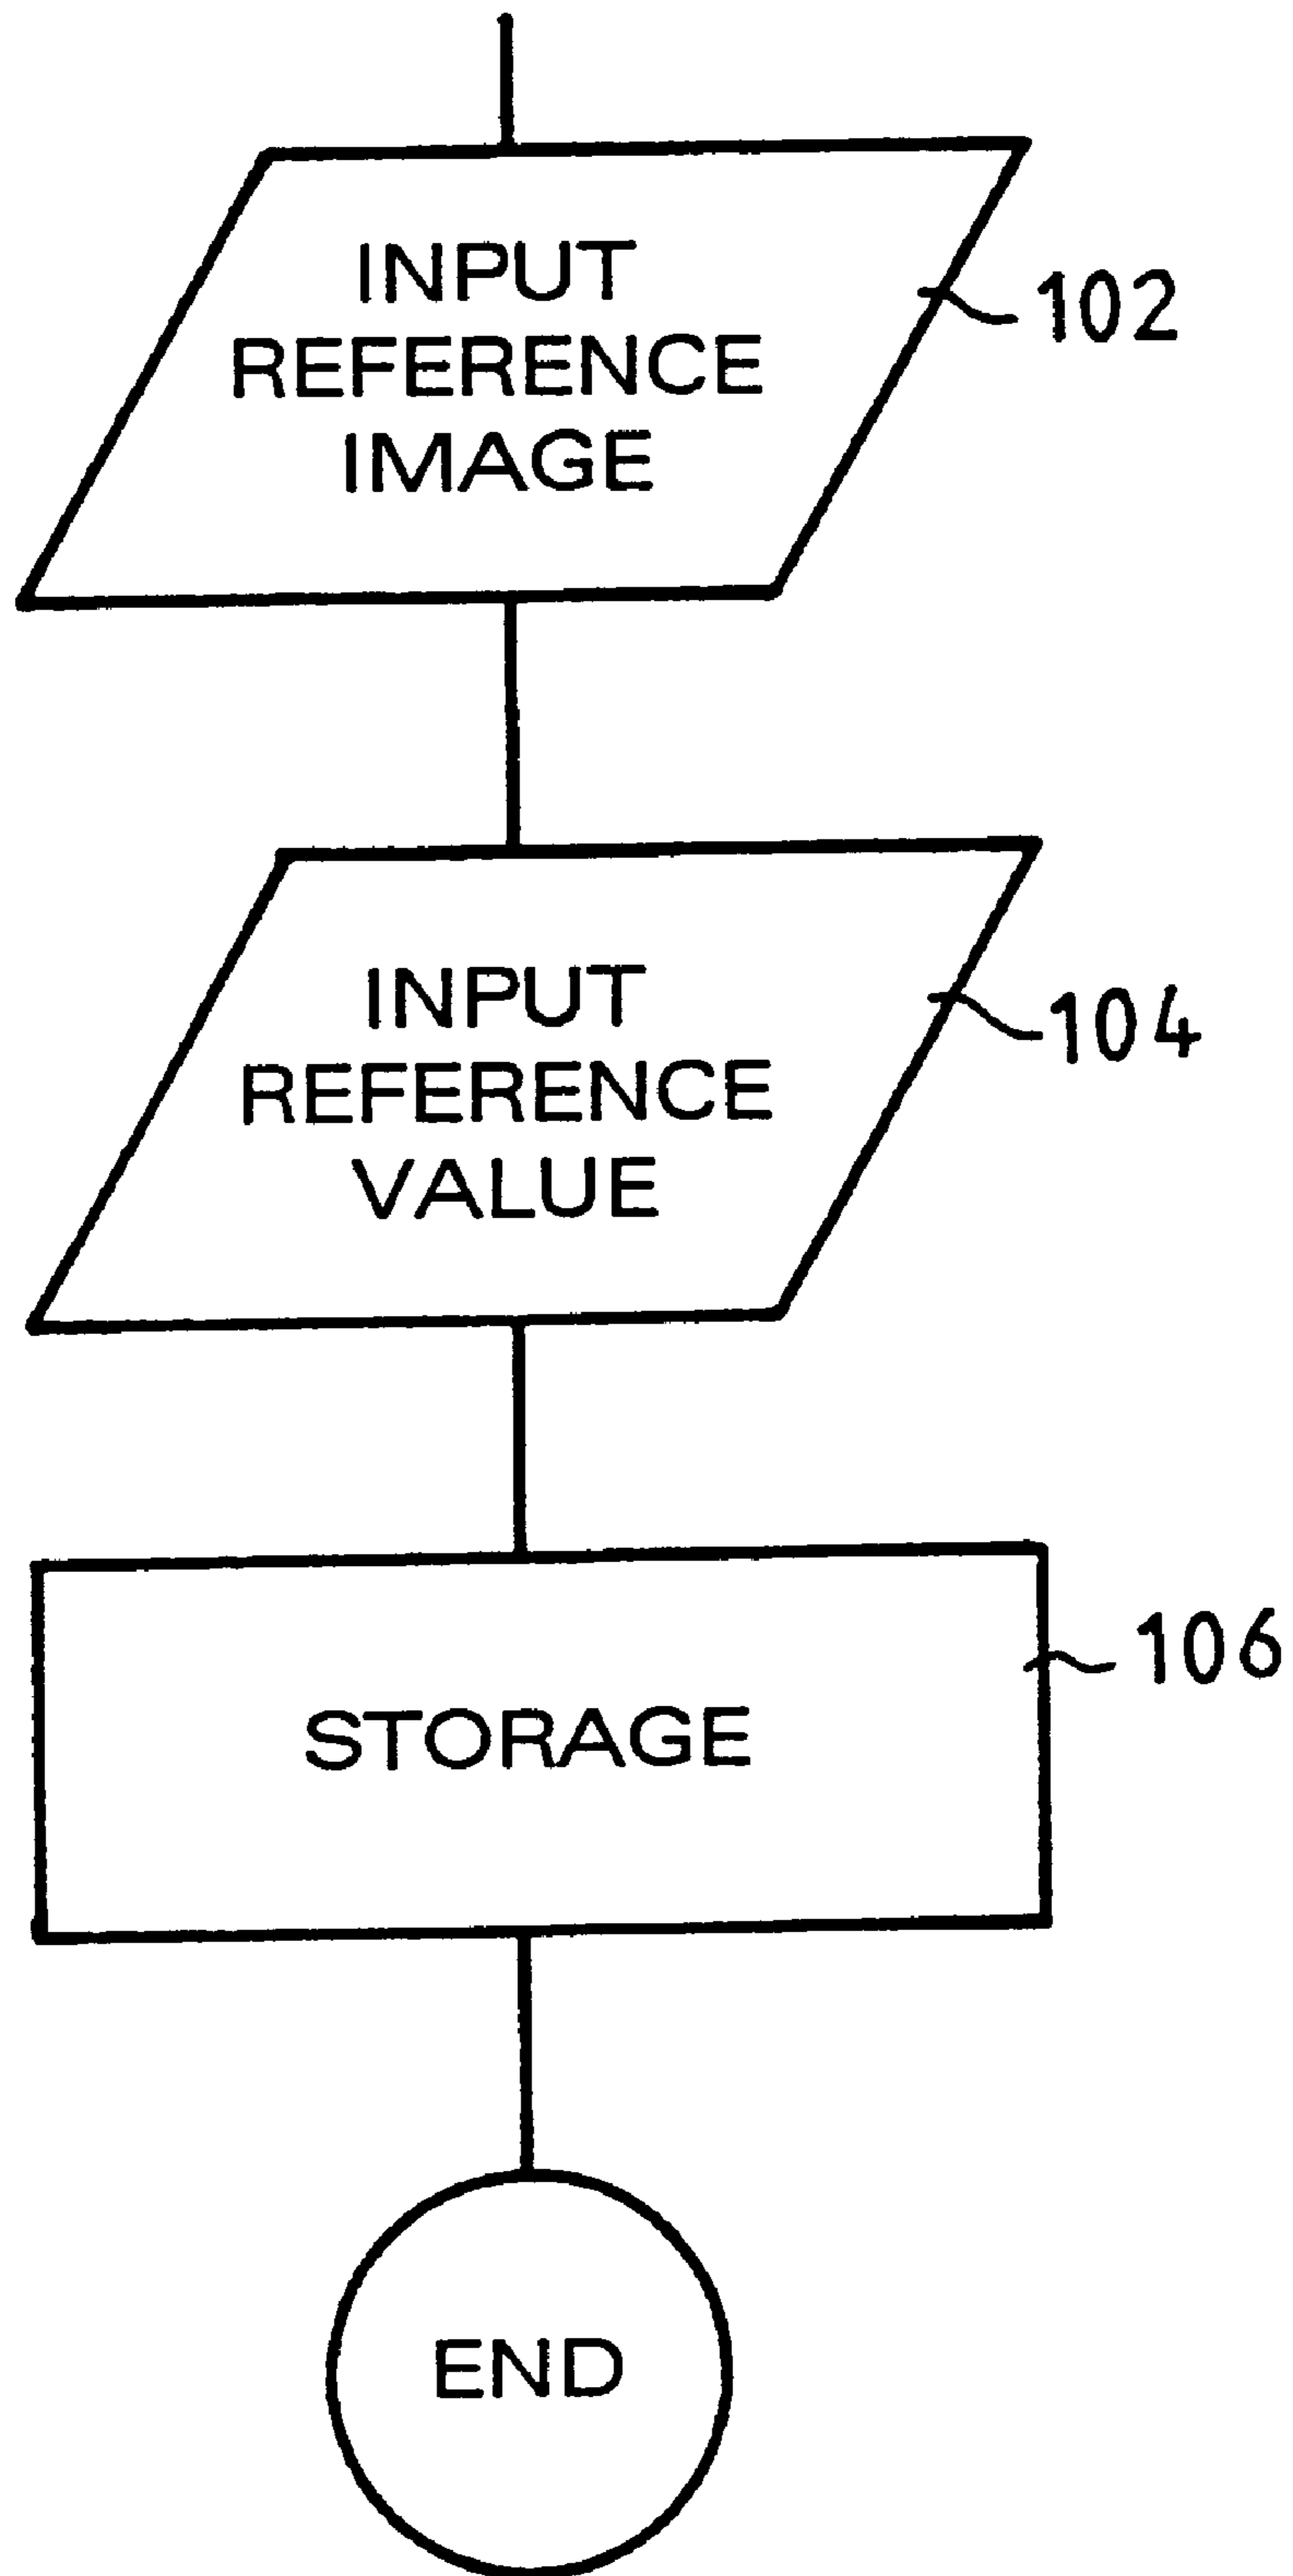 INPUT
REFERENCE
IMAGE
102
INPUT
REFERENCE
VALUE
104
STORAGE
106
END